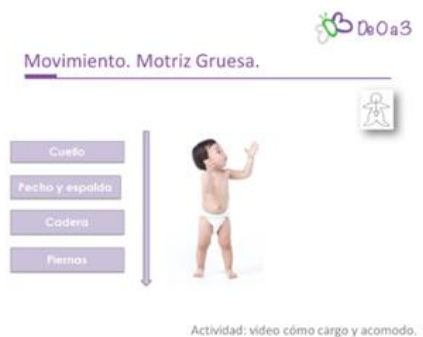 De0a3
Movimiento. Motriz Gruesa.
Cuello
Pecho y espalda
Cadera
Piernas
Actividad: video cómo cargo y acomodo.